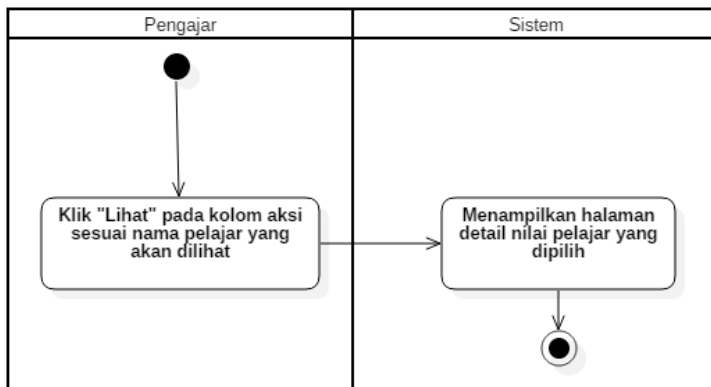 Pengajar
Sistem
Klik "Lihat" pada kolom aksi
sesuai nama pelajar yang
akan dilihat
Menampilkan halaman
detail nilai pelajar yang
dipilih